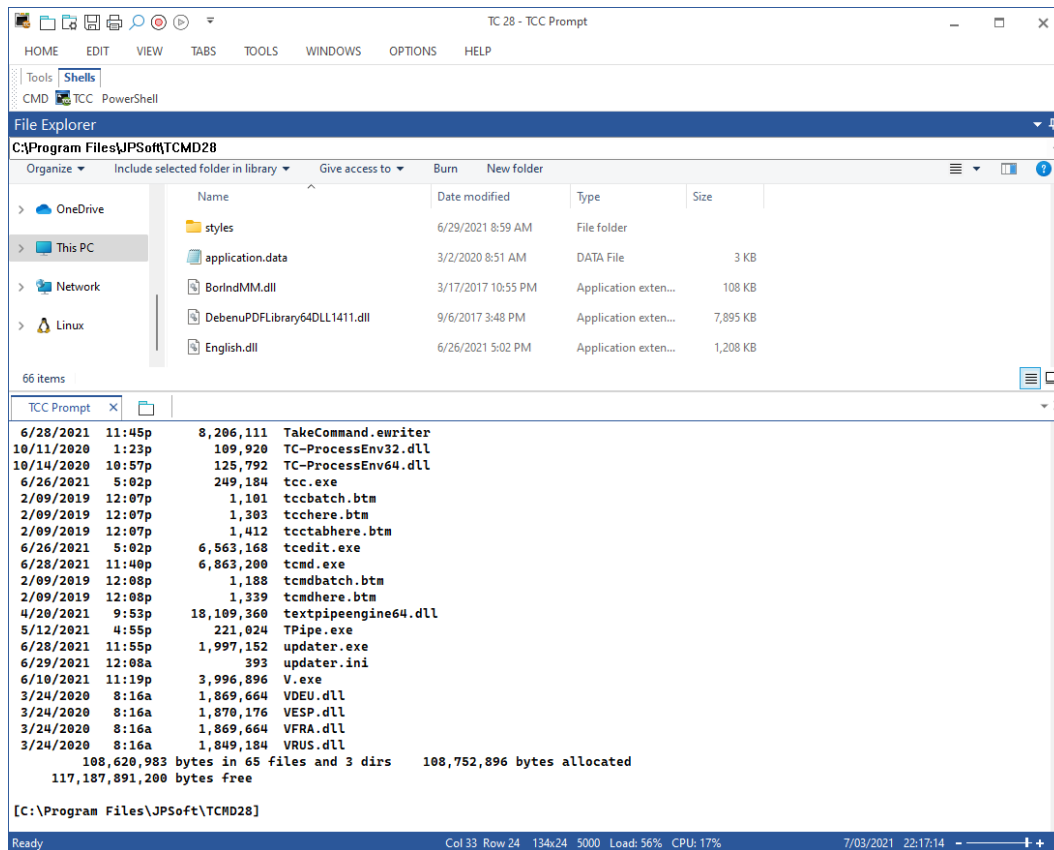 TC 28 - TCC Prompt
HOME EDIT VIEW TABS TOOLS WINDOWS OPTIONS HELP
Tools Shells
CMD TCC PowerShell
File Explorer
C:\Program Files\JPSoft\TCMD28
Organize Include selected folder in library Give access to Burn New folder
Name Date modified Type Size
OneDrive
styles 6/29/2021 8:59 AM File folder
This PC
application.data 3/2/2020 8:51 AM DATA File 3 KB
Network
BorIndMM.dll 3/17/2017 10:55 PM Application exten... 108 KB
DebenuPDFLibrary64DLL1411.dll 9/6/2017 3:48 PM Application exten... 7,895 KB
Linux
English.dll 6/26/2021 5:02 PM Application exten... 1,208 KB
66 items
TCC Prompt
6/28/2021 11:45p 8,206,111 TakeCommand.ewriter
10/11/2020 1:23p 109,920 TC-ProcessEnv32.dll
10/14/2020 10:57p 125,792 TC-ProcessEnv64.dll
6/26/2021 5:02p 249,184 tcc.exe
2/09/2019 12:07p 1,101 tccbatch.btm
2/09/2019 12:07p 1,303 tcchere.btm
2/09/2019 12:07p 1,412 tcctabhere.btm
6/26/2021 5:02p 6,563,168 tcedit.exe
6/28/2021 11:40p 6,863,200 tcmd.exe
2/09/2019 12:08p 1,188 tcmdbatch.btm
2/09/2019 12:08p 1,339 tcmdhere.btm
4/20/2021 9:53p 18,109,360 textpipeengine64.dll
5/12/2021 4:55p 221,024 TPipe.exe
6/28/2021 11:55p 1,997,152 updater.exe
6/29/2021 12:08a 393 updater.ini
6/10/2021 11:19p 3,996,896 V.exe
3/24/2020 8:16a 1,869,664 VDEU.dll
3/24/2020 8:16a 1,870,176 VESP.dll
3/24/2020 8:16a 1,869,664 VFRA.dll
3/24/2020 8:16a 1,849,184 VRUS.dll
108,620,983 bytes in 65 files and 3 dirs 108,752,896 bytes allocated
117,187,891,200 bytes free
[C:\Program Files\JPSoft\TCMD28]
Ready Col 33 Row 24 134x24 5000 Load: 56% CPU: 17% 7/03/2021 22:17:14